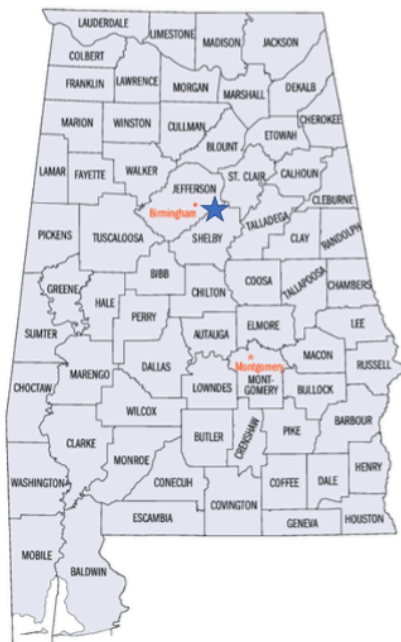 LAUDERDALE
LIMESTONE
MADISON
JACKSON
COLBERT
FRANKLIN
LAWRENCE
MORGAN
MARSHALL
DEKALB
CHEROKEE
MARION
WINSTON
CULLMAN
BLOUNT
ETOWAH
LAMAR
FAYETTE
WALKER
JEFFERSON
ST. CLAIR
CALHOUN
CLEBURNE
Birmingham
PICKENS
TUSCALOOSA
SHELBY
TALLADEGA
CLAY
RANDOLPH
GREENE
HALE
BIBB
CHILTON
COOSA
TALLAPOOSA
CHAMBERS
SUMTER
PERRY
AUTAUGA
ELMORE
LEE
CHOCTAW
MARENGO
DALLAS
LOWNDES
Montgomery
MONT-
GOMERY
MACON
RUSSELL
BULLOCK
WILCOX
BUTLER
CRENSHAW
PIKE
BARBOUR
CLARKE
MONROE
CONECUH
COFFEE
DALE
HENRY
WASHINGTON
ESCAMBIA
COVINGTON
GENEVA
HOUSTON
MOBILE
BALDWIN